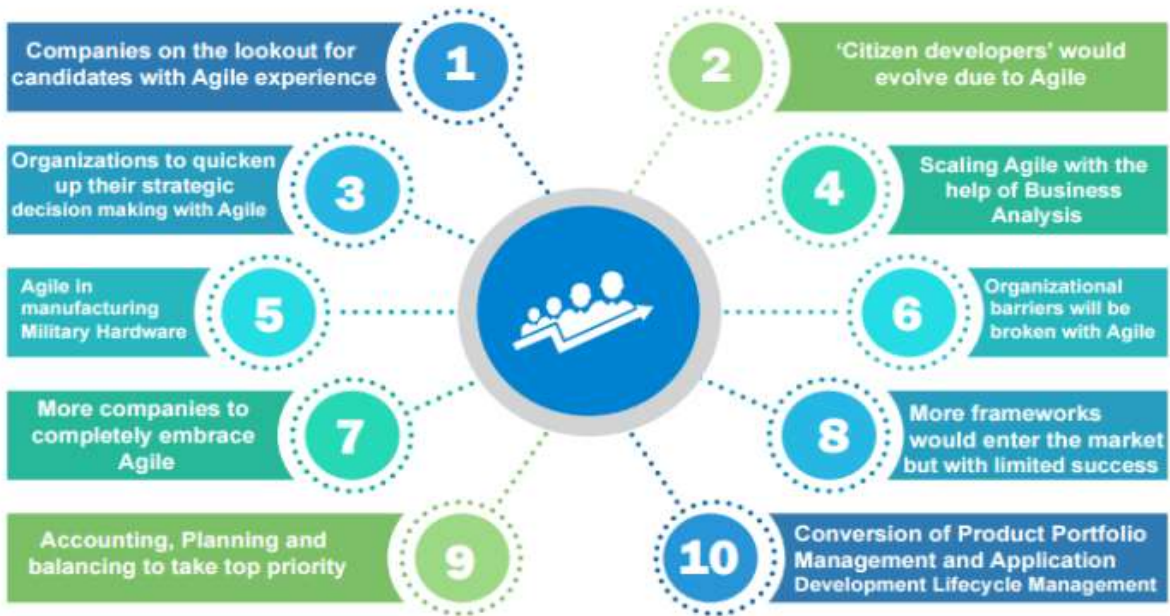 1
Companies on the lookout for
candidates with Agile experience
2
‘Citizen developers’ would
evolve due to Agile
3
Organizations to quicken
up their strategic
decision making with Agile
4
Scaling Agile with the
help of Business
Analysis
5
Agile in
manufacturing
Military Hardware
6
Organizational
barriers will be
broken with Agile
7
More companies to
completely embrace
Agile
8
More frameworks
would enter the market
but with limited success
9
Accounting, Planning and
balancing to take top priority
10
Conversion of Product Portfolio
Management and Application
Development Lifecycle Management